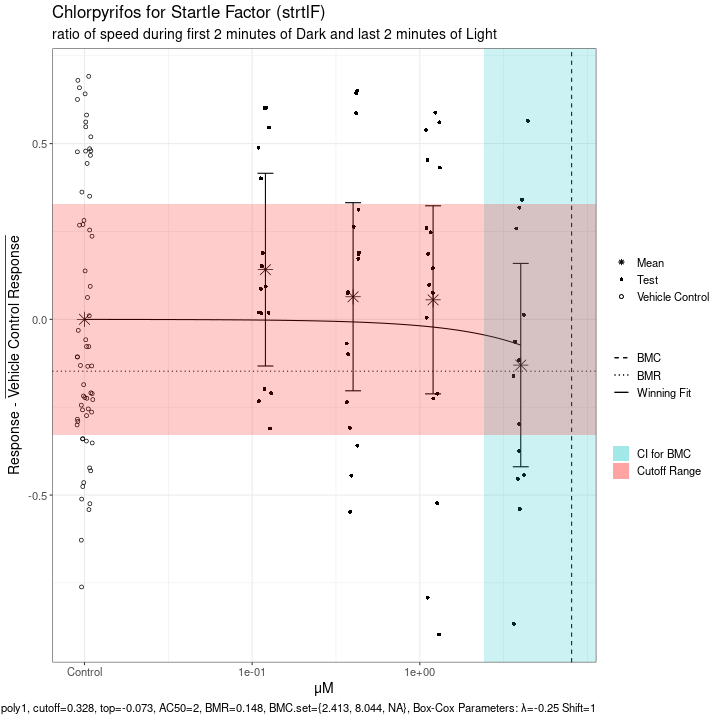 Chlorpyrifos for Startle Factor (strtlF)
ratio of speed during first 2 minutes of Dark and last 2 minutes of Light
Response - Vehicle Control Response
0.5
0.0
-0.5
Control
1e-01
1e+00
µM
Mean
Test
Vehicle Control
BMC
BMR
Winning Fit
CI for BMC
Cutoff Range
poly1, cutoff=0.328, top=-0.073, AC50=2, BMR=0.148, BMC.set={2.413, 8.044, NA}, Box-Cox Parameters: λ=-0.25 Shift=1